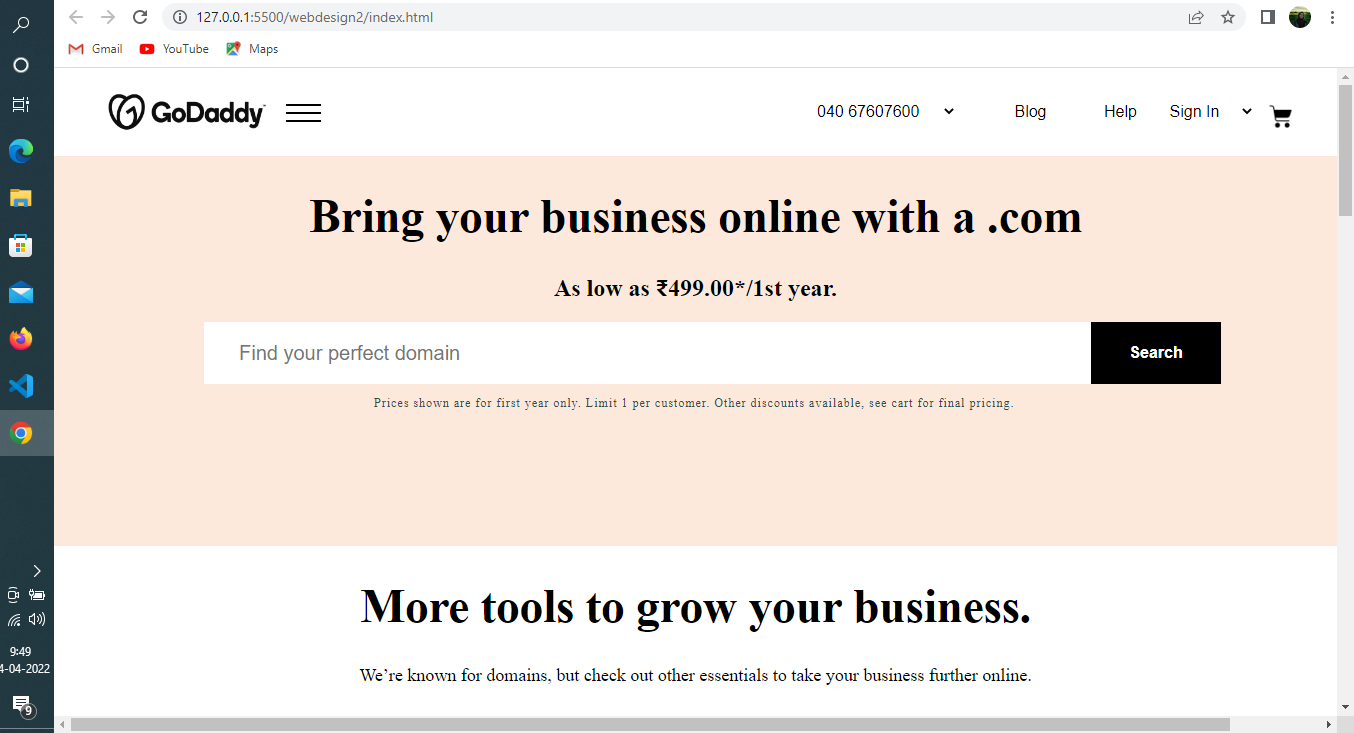 127.0.0.1:5500/webdesign2/index.html
Gmail YouTube Maps
GoDaddy 040 67607600 Blog Help Sign In
Bring your business online with a .com
As low as ₹499.00*/1st year.
Find your perfect domain Search
Prices shown are for first year only. Limit 1 per customer. Other discounts available, see cart for final pricing.
More tools to grow your business.
We’re known for domains, but check out other essentials to take your business further online.
9:49
4-04-2022
9